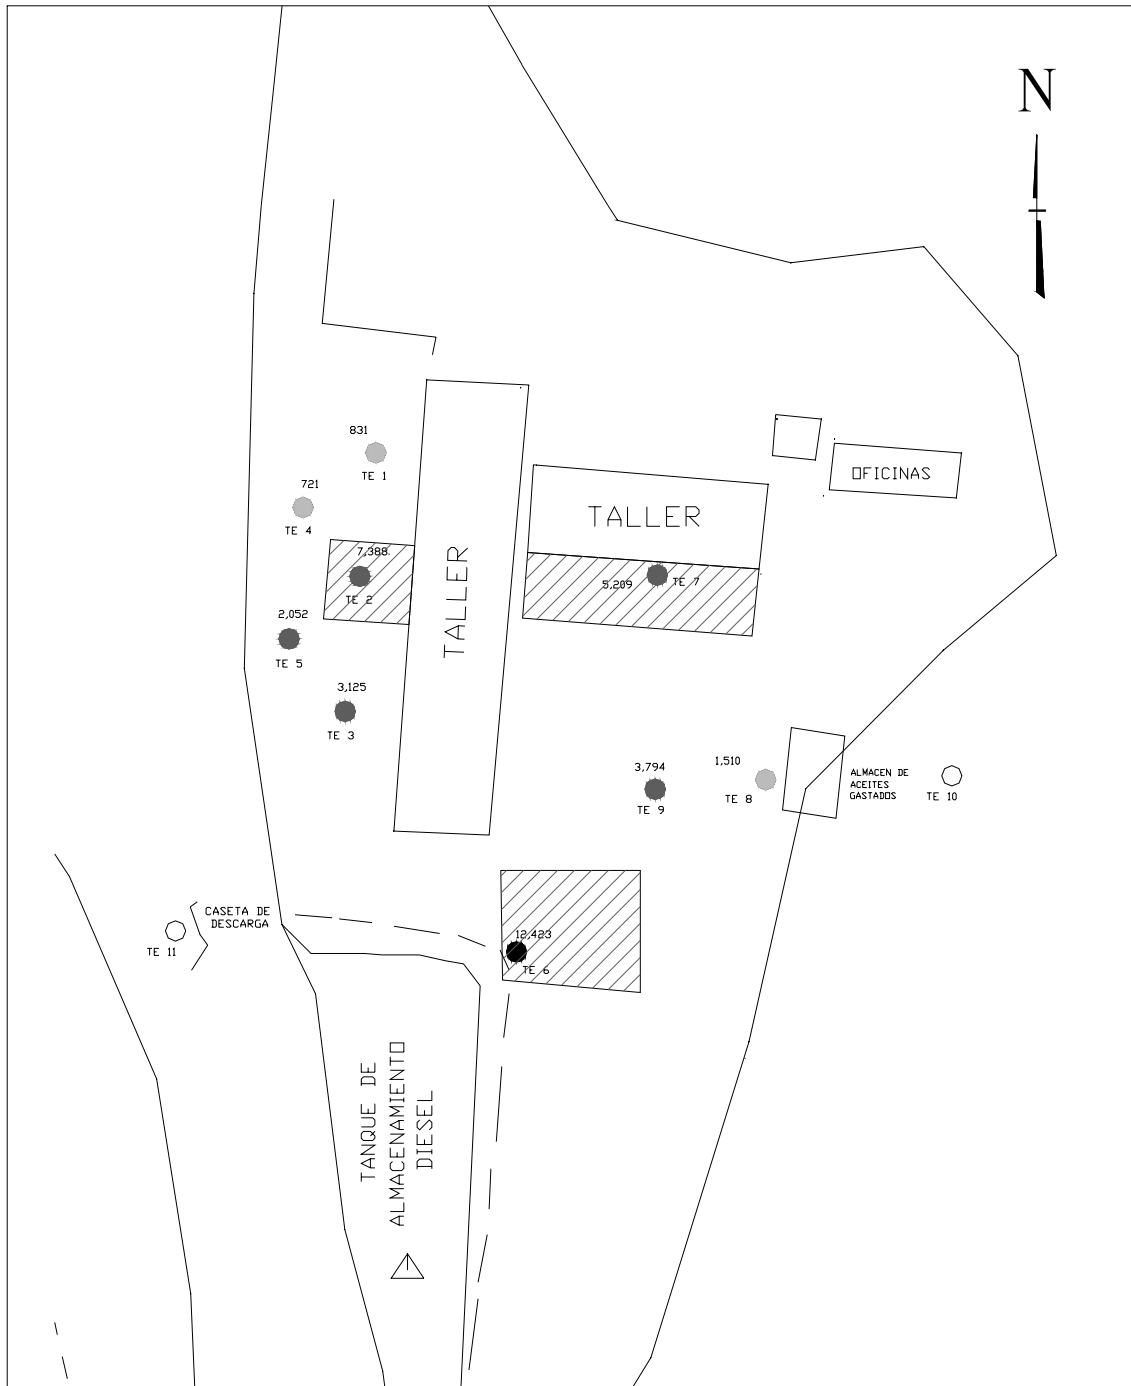 N
831
TE 1
721
TE 4
7,388
TE 2
2,052
TE 5
3,125
TE 3
TALLER
TALLER
5,209
TE 7
OFICINAS
3,794
TE 9
1,510
TE 8
ALMACEN DE
ACEITES
GASTADOS
TE 10
CASETA DE
DESCARGA
TE 11
12,423
TE 6
TANQUE DE
ALMACENAMIENTO
DIESEL